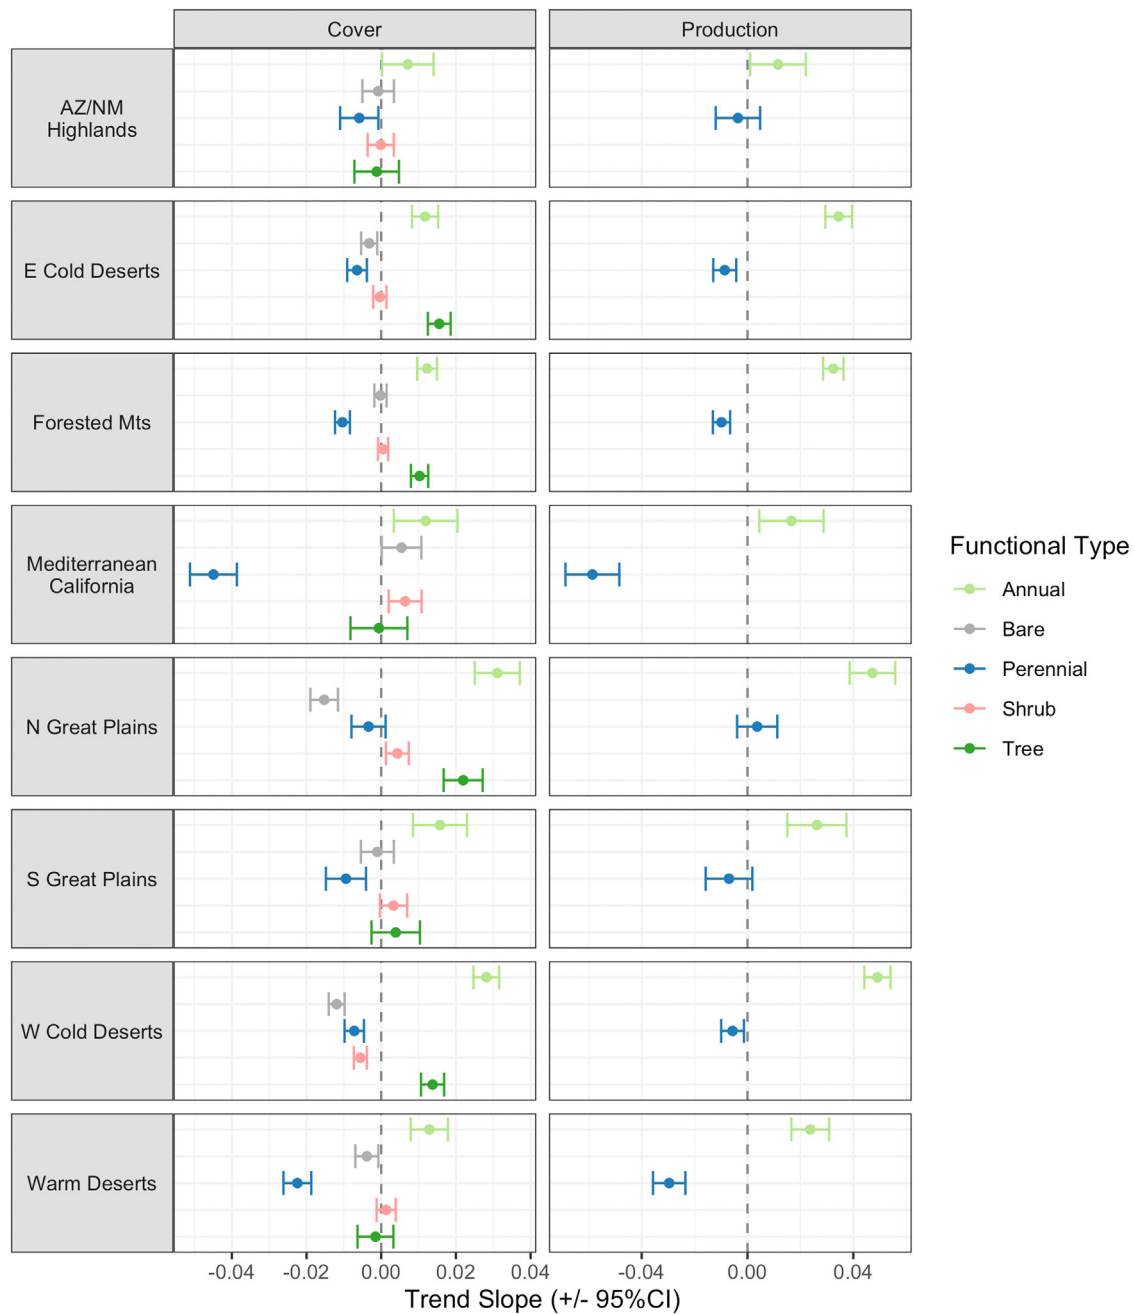 Cover
Production
AZ/NM
Highlands
E Cold Deserts
Forested Mts
Mediterranean
California
N Great Plains
S Great Plains
W Cold Deserts
Warm Deserts
Functional Type
Annual
Bare
Perennial
Shrub
Tree
-0.04 -0.02 0.00 0.02 0.04 -0.04 0.00 0.04
Trend Slope (+/- 95%CI)